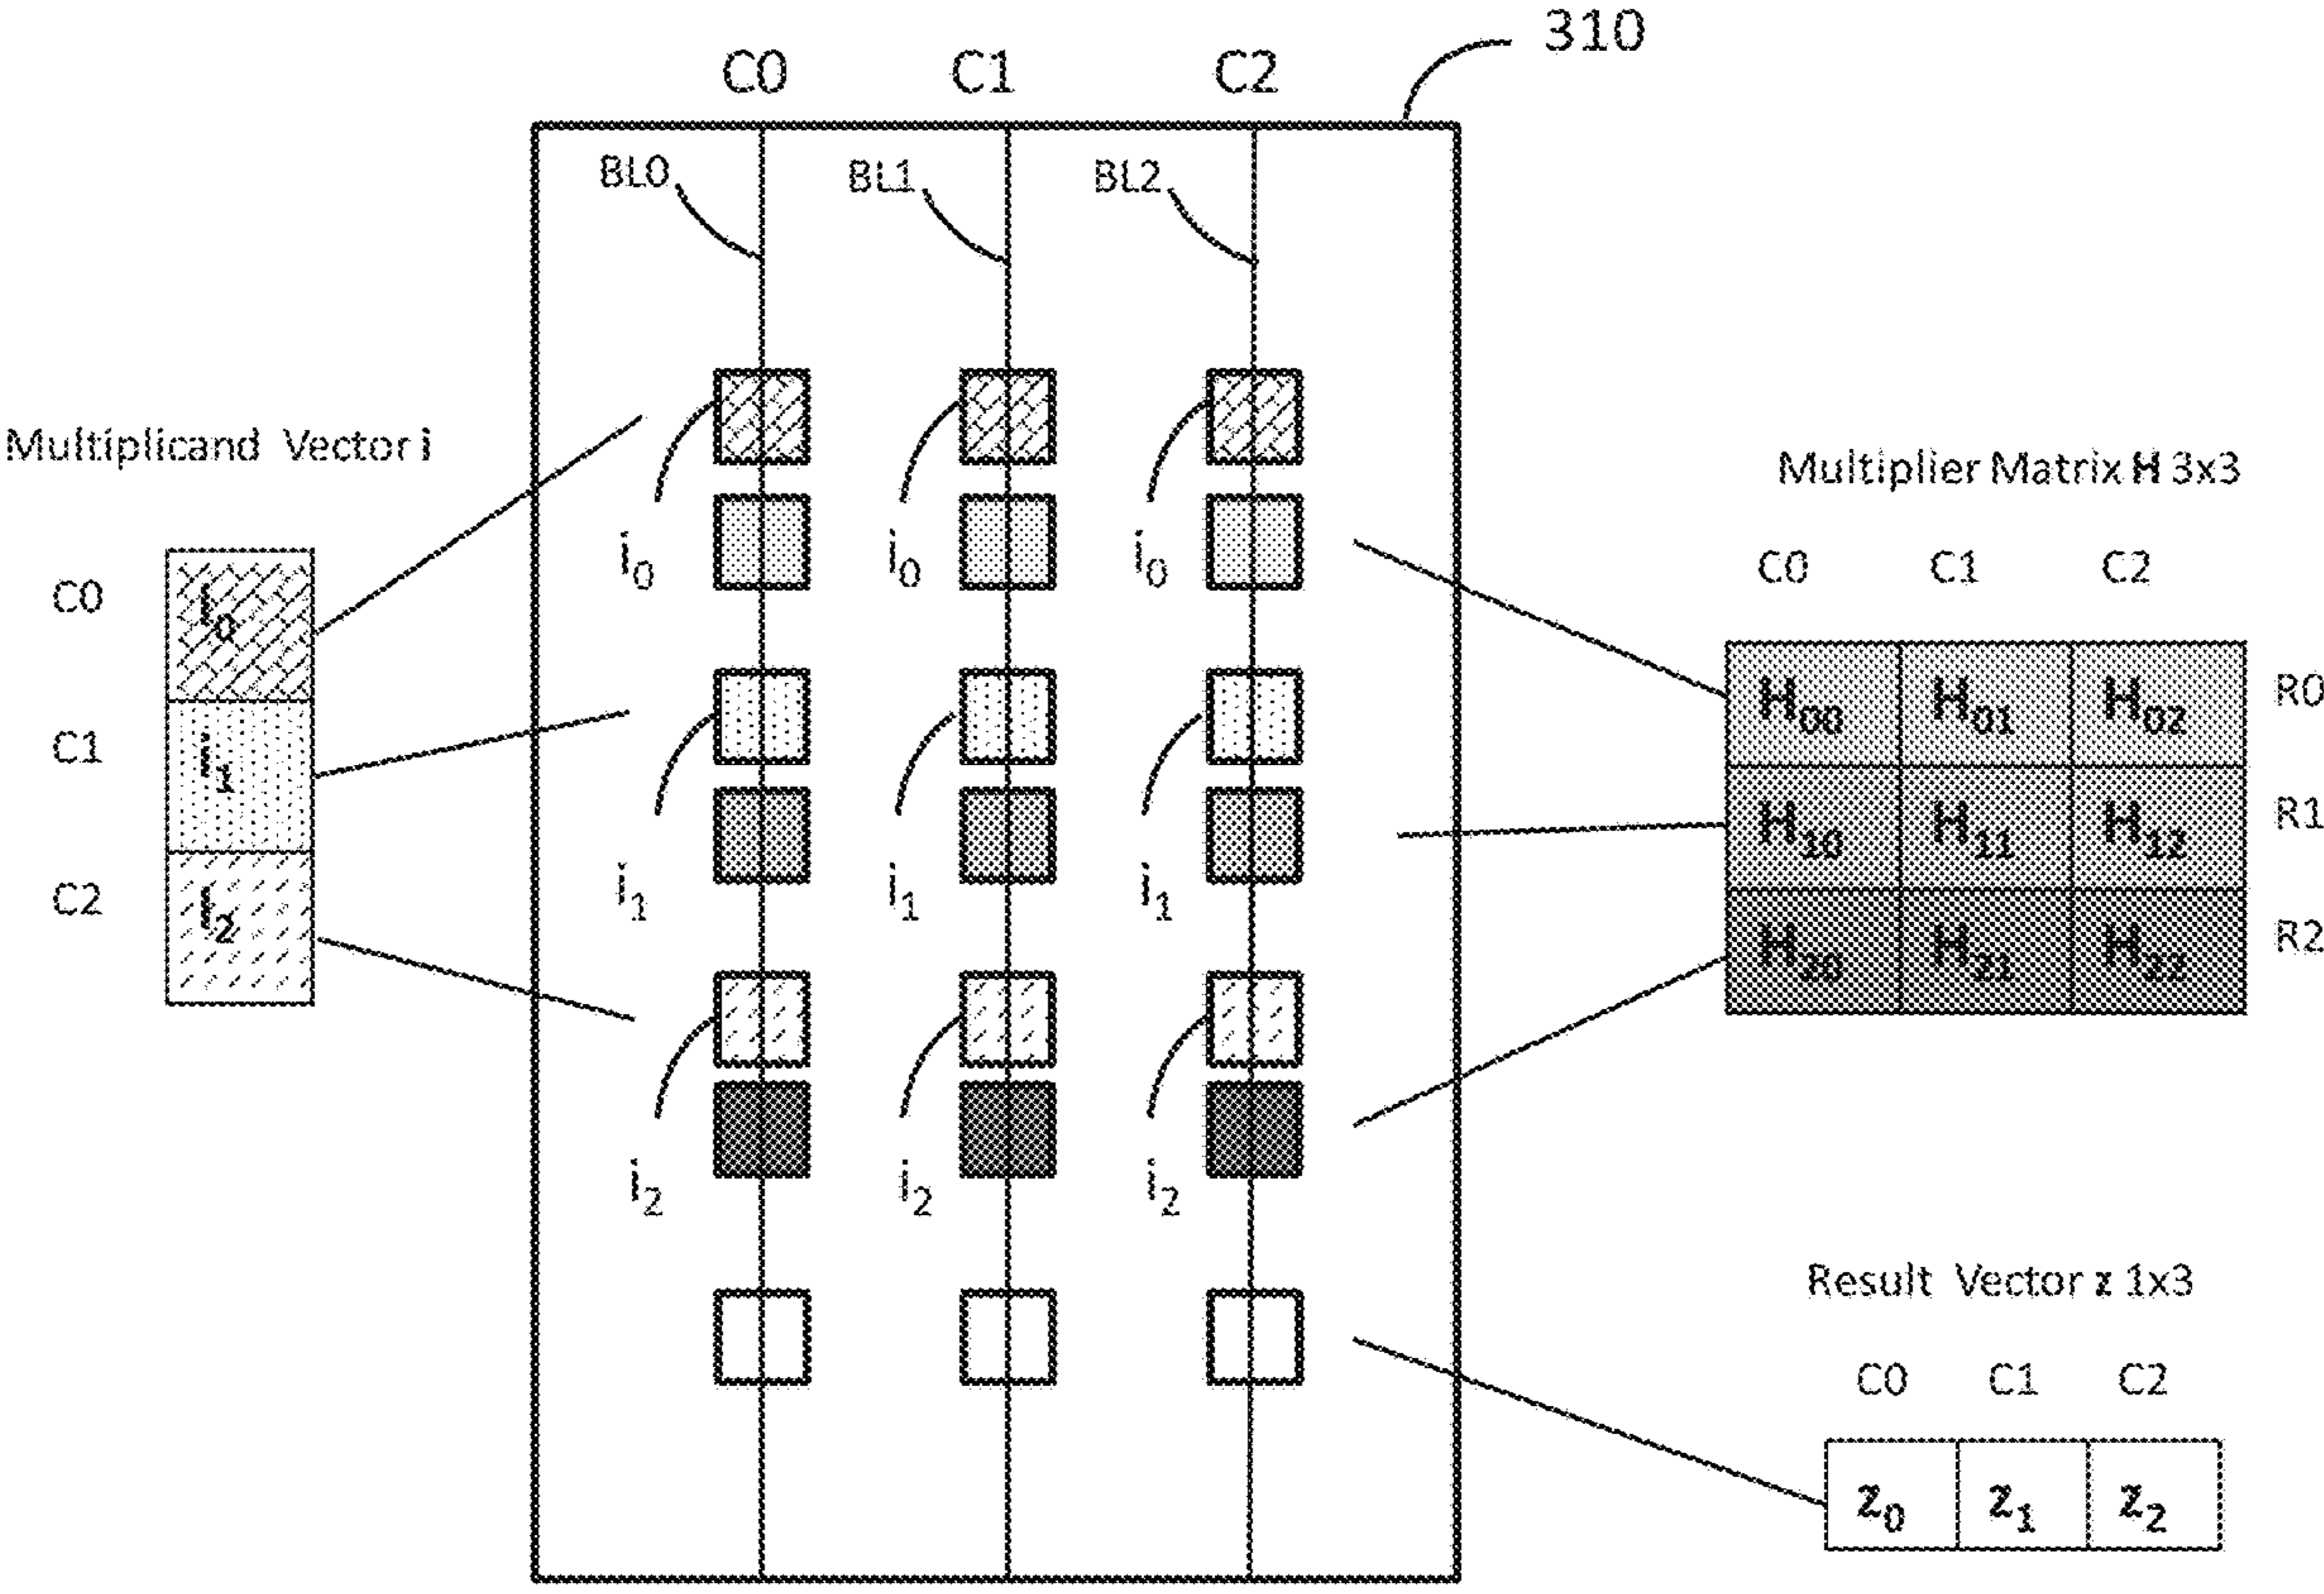 310
C0 C1 C2
BL0 BL1 BL2
Multiplicand Vector i
Multiplier Matrix H 3x3
i0 i0 i0
C0 C1 C2
C0 i0
H00 H01 H02 R0
C1 i1
H10 H11 H12 R1
C2 i2
i1 i1 i1
H20 H21 H22 R2
i2 i2 i2
Result Vector z 1x3
C0 C1 C2
z0 z1 z2